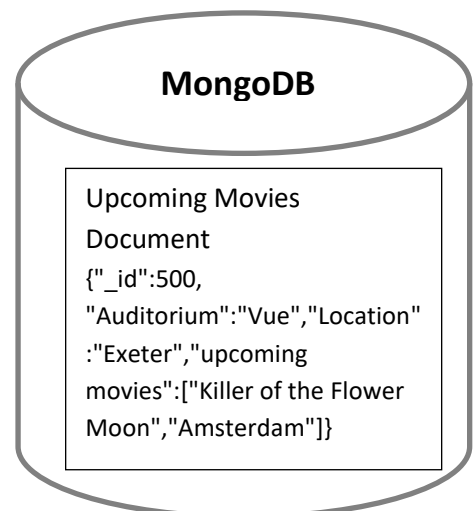 MongoDB
Upcoming Movies
Document
{"_id":500,
"Auditorium":"Vue","Location"
:"Exeter","upcoming
movies":["Killer of the Flower
Moon","Amsterdam"]}